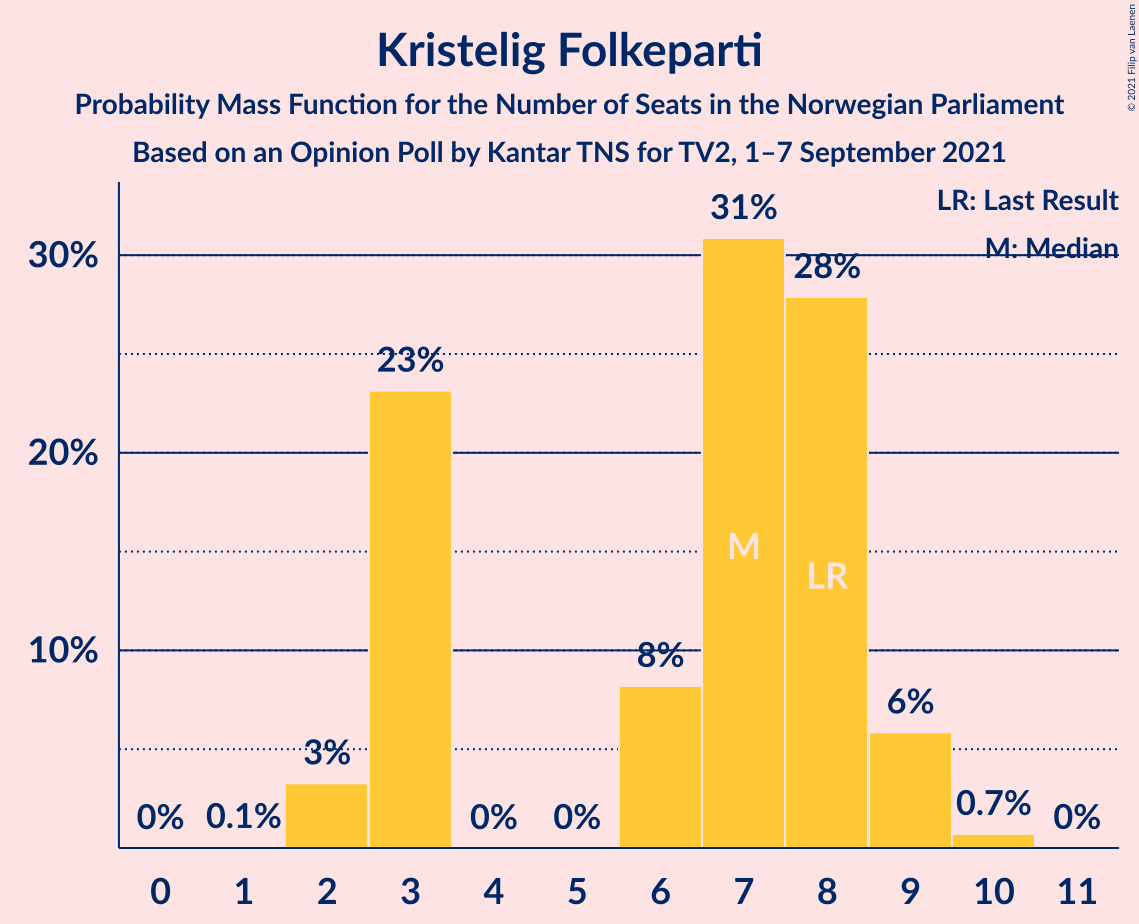 Kristelig Folkeparti
Probability Mass Function for the Number of Seats in the Norwegian Parliament
Based on an Opinion Poll by Kantar TNS for TV2, 1–7 September 2021
© 2021 Filip van Laenen
LR: Last Result
M: Median
30%
20%
10%
0%
0.1%
3%
23%
0%
0%
8%
31%
28%
6%
0.7%
0%
M
LR
0 1 2 3 4 5 6 7 8 9 10 11